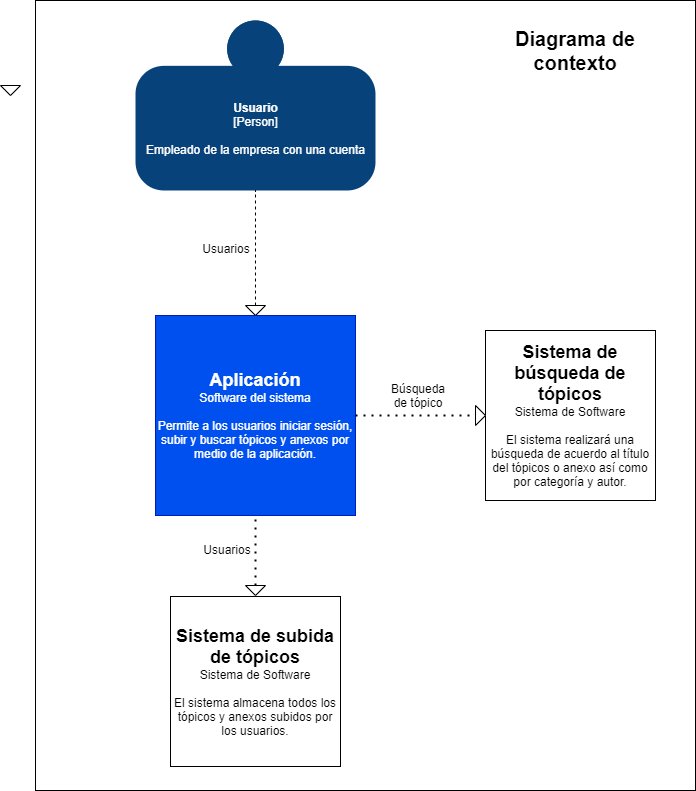 Diagrama de
contexto
Usuario
[Person]
Empleado de la empresa con una cuenta
Usuarios
Aplicación
Software del sistema
Permite a los usuarios iniciar sesión,
subir y buscar tópicos y anexos por
medio de la aplicación.
Búsqueda
de tópico
Sistema de
búsqueda de
tópicos
Sistema de Software
El sistema realizará una
búsqueda de acuerdo al título
del tópicos o anexo así como
por categoría y autor.
Usuarios
Sistema de subida
de tópicos
Sistema de Software
El sistema almacena todos los
tópicos y anexos subidos por
los usuarios.